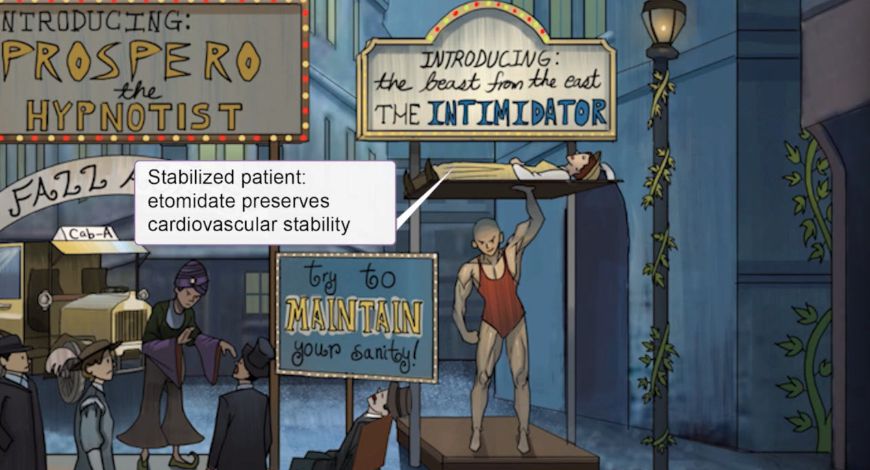 INTRODUCING:
PROSPERO
the
HYPNOTIST
INTRODUCING:
the beast from the east
THE INTIMIDATOR
Stabilized patient:
etomidate preserves
cardiovascular stability
FAZZ A
Cab-A
try to
MAINTAIN
your sanity!